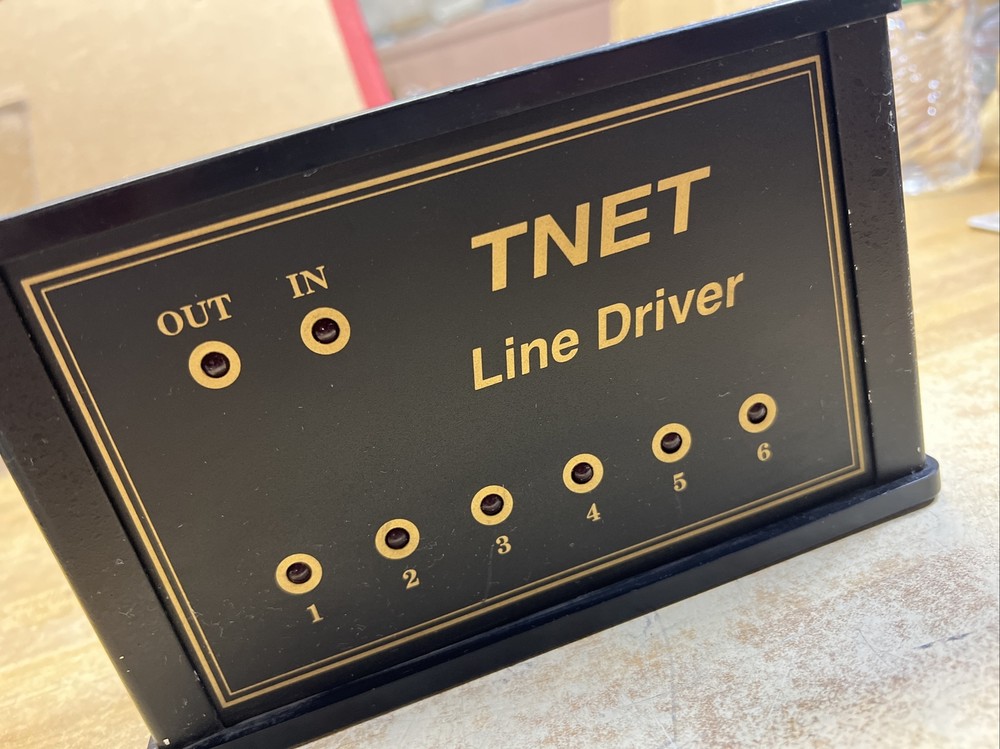 TNET
Line Driver
OUT IN
1 2 3 4 5 6